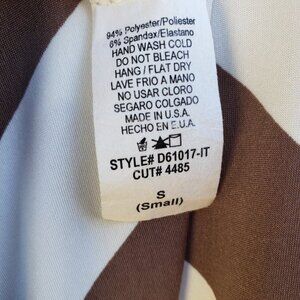 94% Polyester/Poliester
6% Spandex/Elastano
HAND WASH COLD
DO NOT BLEACH
HANG / FLAT DRY
LAVE FRIO A MANO
NO USAR CLORO
SEGARO COLGADO
MADE IN U.S.A.
HECHO EN E.U.A.
STYLE# D61017-IT
CUT# 4485
S
(Small)